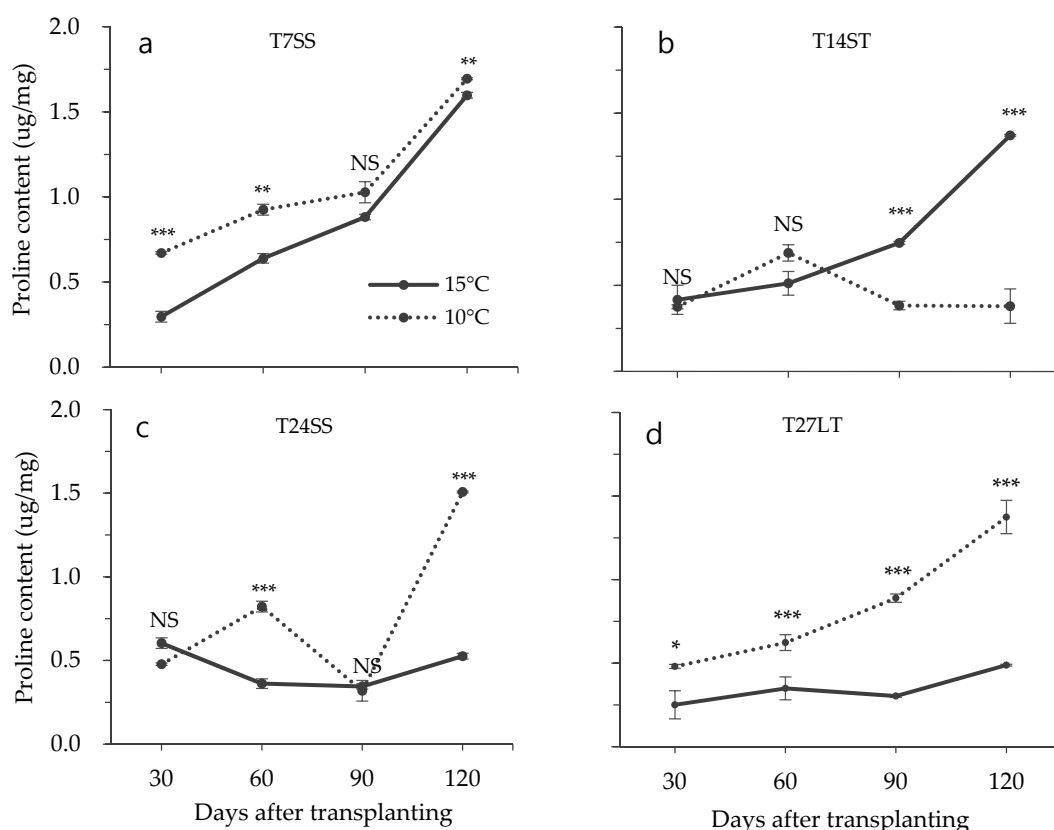 a
T7SS
2.0
1.5
1.0
0.5
0.0
Proline content (ug/mg)
***
**
NS
**
15°C
10°C
b
T14ST
NS
NS
***
***
c
T24SS
2.0
1.5
1.0
0.5
0.0
Proline content (ug/mg)
NS
***
NS
***
30 60 90 120
Days after transplanting
d
T27LT
*
***
***
***
30 60 90 120
Days after transplanting